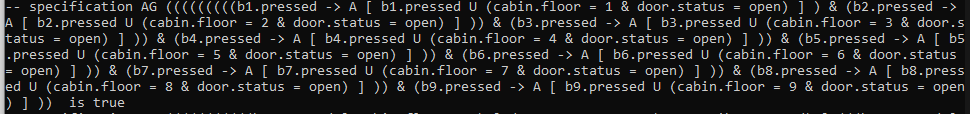 -- specification AG (((((((((b1.pressed -> A [ b1.pressed U (cabin.floor = 1 & door.status = open) ] ) & (b2.pressed ->
A [ b2.pressed U (cabin.floor = 2 & door.status = open) ] )) & (b3.pressed -> A [ b3.pressed U (cabin.floor = 3 & door.s
tatus = open) ] )) & (b4.pressed -> A [ b4.pressed U (cabin.floor = 4 & door.status = open) ] )) & (b5.pressed -> A [ b5
.pressed U (cabin.floor = 5 & door.status = open) ] )) & (b6.pressed -> A [ b6.pressed U (cabin.floor = 6 & door.status
= open) ] )) & (b7.pressed -> A [ b7.pressed U (cabin.floor = 7 & door.status = open) ] )) & (b8.pressed -> A [ b8.press
ed U (cabin.floor = 8 & door.status = open) ] )) & (b9.pressed -> A [ b9.pressed U (cabin.floor = 9 & door.status = open
) ] ))  is true